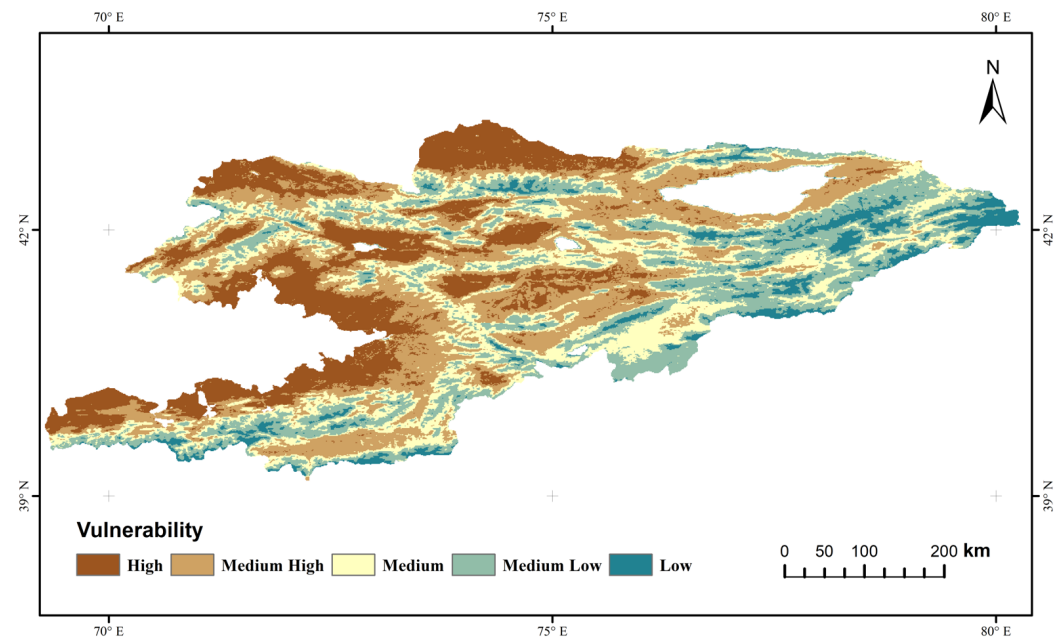 70° E 75° E 80° E
N
42° N 42° N
39° N 39° N
Vulnerability
High Medium High Medium Medium Low Low
0 50 100 200 km
70° E 75° E 80° E